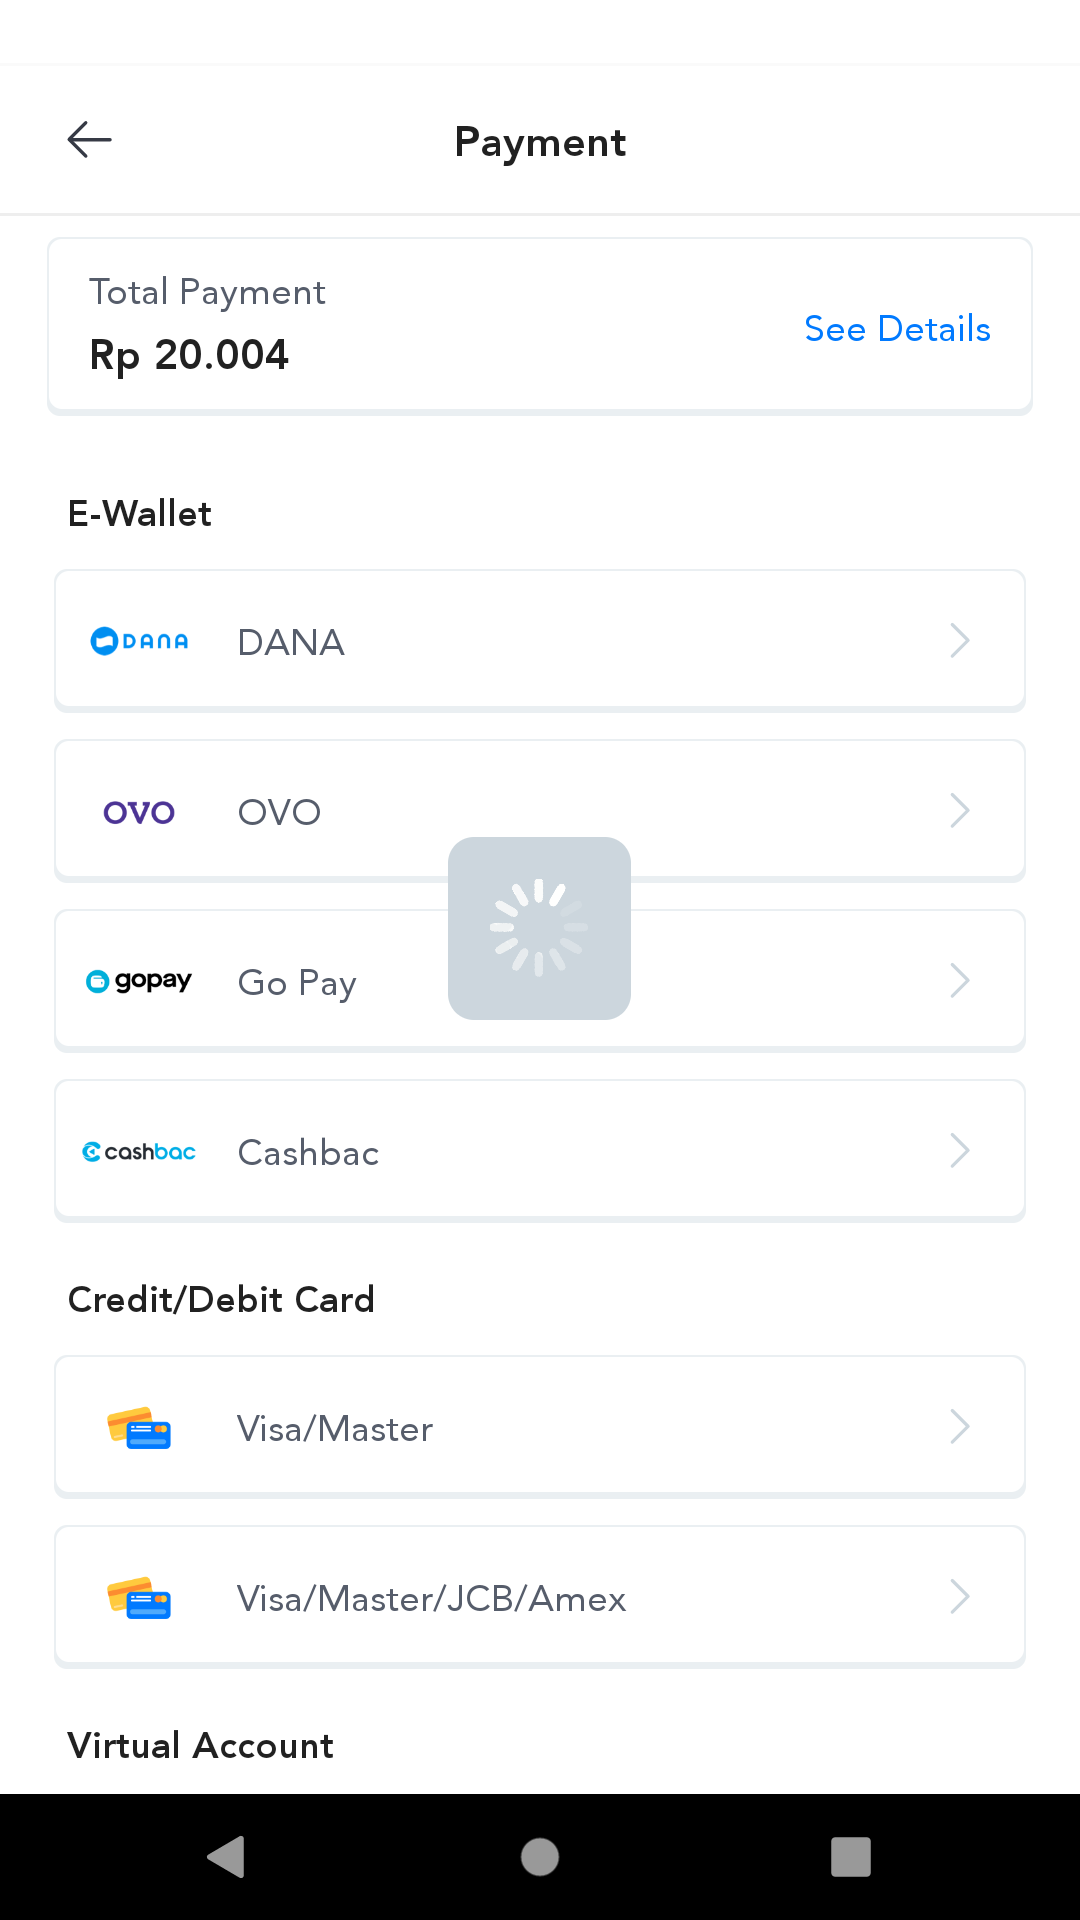 Payment
Total Payment
Rp 20.004
See Details
E-Wallet
DANA DANA
OVO OVO
gopay Go Pay
cashbac Cashbac
Credit/Debit Card
Visa/Master
Visa/Master/JCB/Amex
Virtual Account